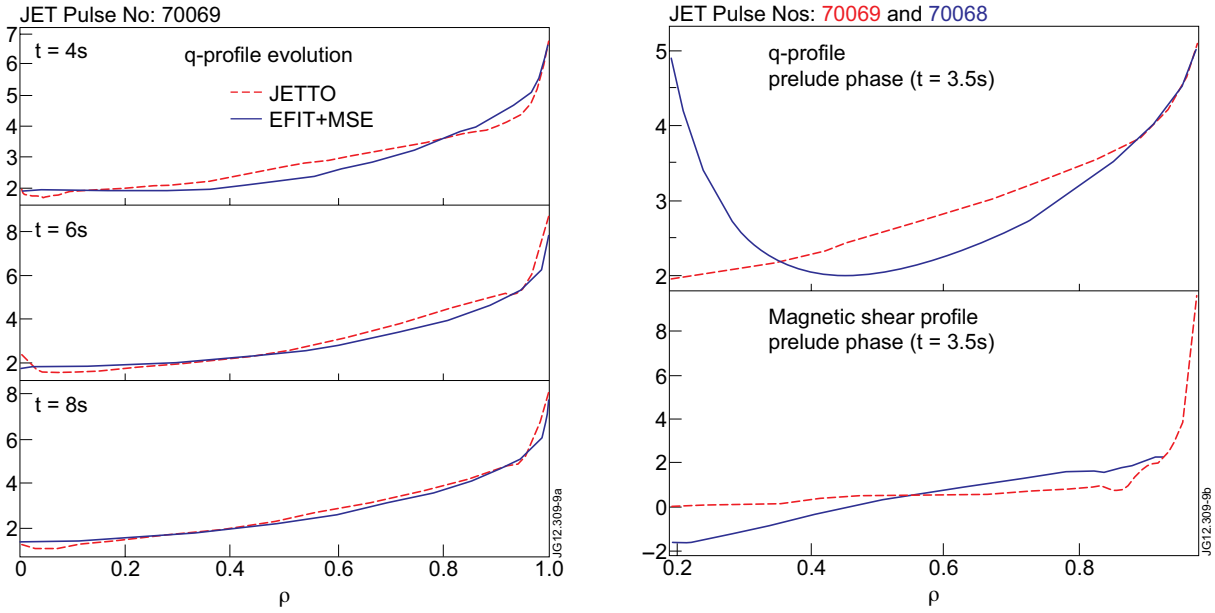 JET Pulse No: 70069
7
6
5
4
3
2
t = 4s
q-profile evolution
JETTO
EFIT+MSE
8
6
4
2
t = 6s
8
6
4
2
t = 8s
0
0.2
0.4
0.6
0.8
1.0
ρ
JG12.309-9a
JET Pulse Nos: 70069 and 70068
5
4
3
2
q-profile
prelude phase (t = 3.5s)
8
6
4
2
0
–2
Magnetic shear profile
prelude phase (t = 3.5s)
0.2
0.4
0.6
0.8
ρ
JG12.309-9b